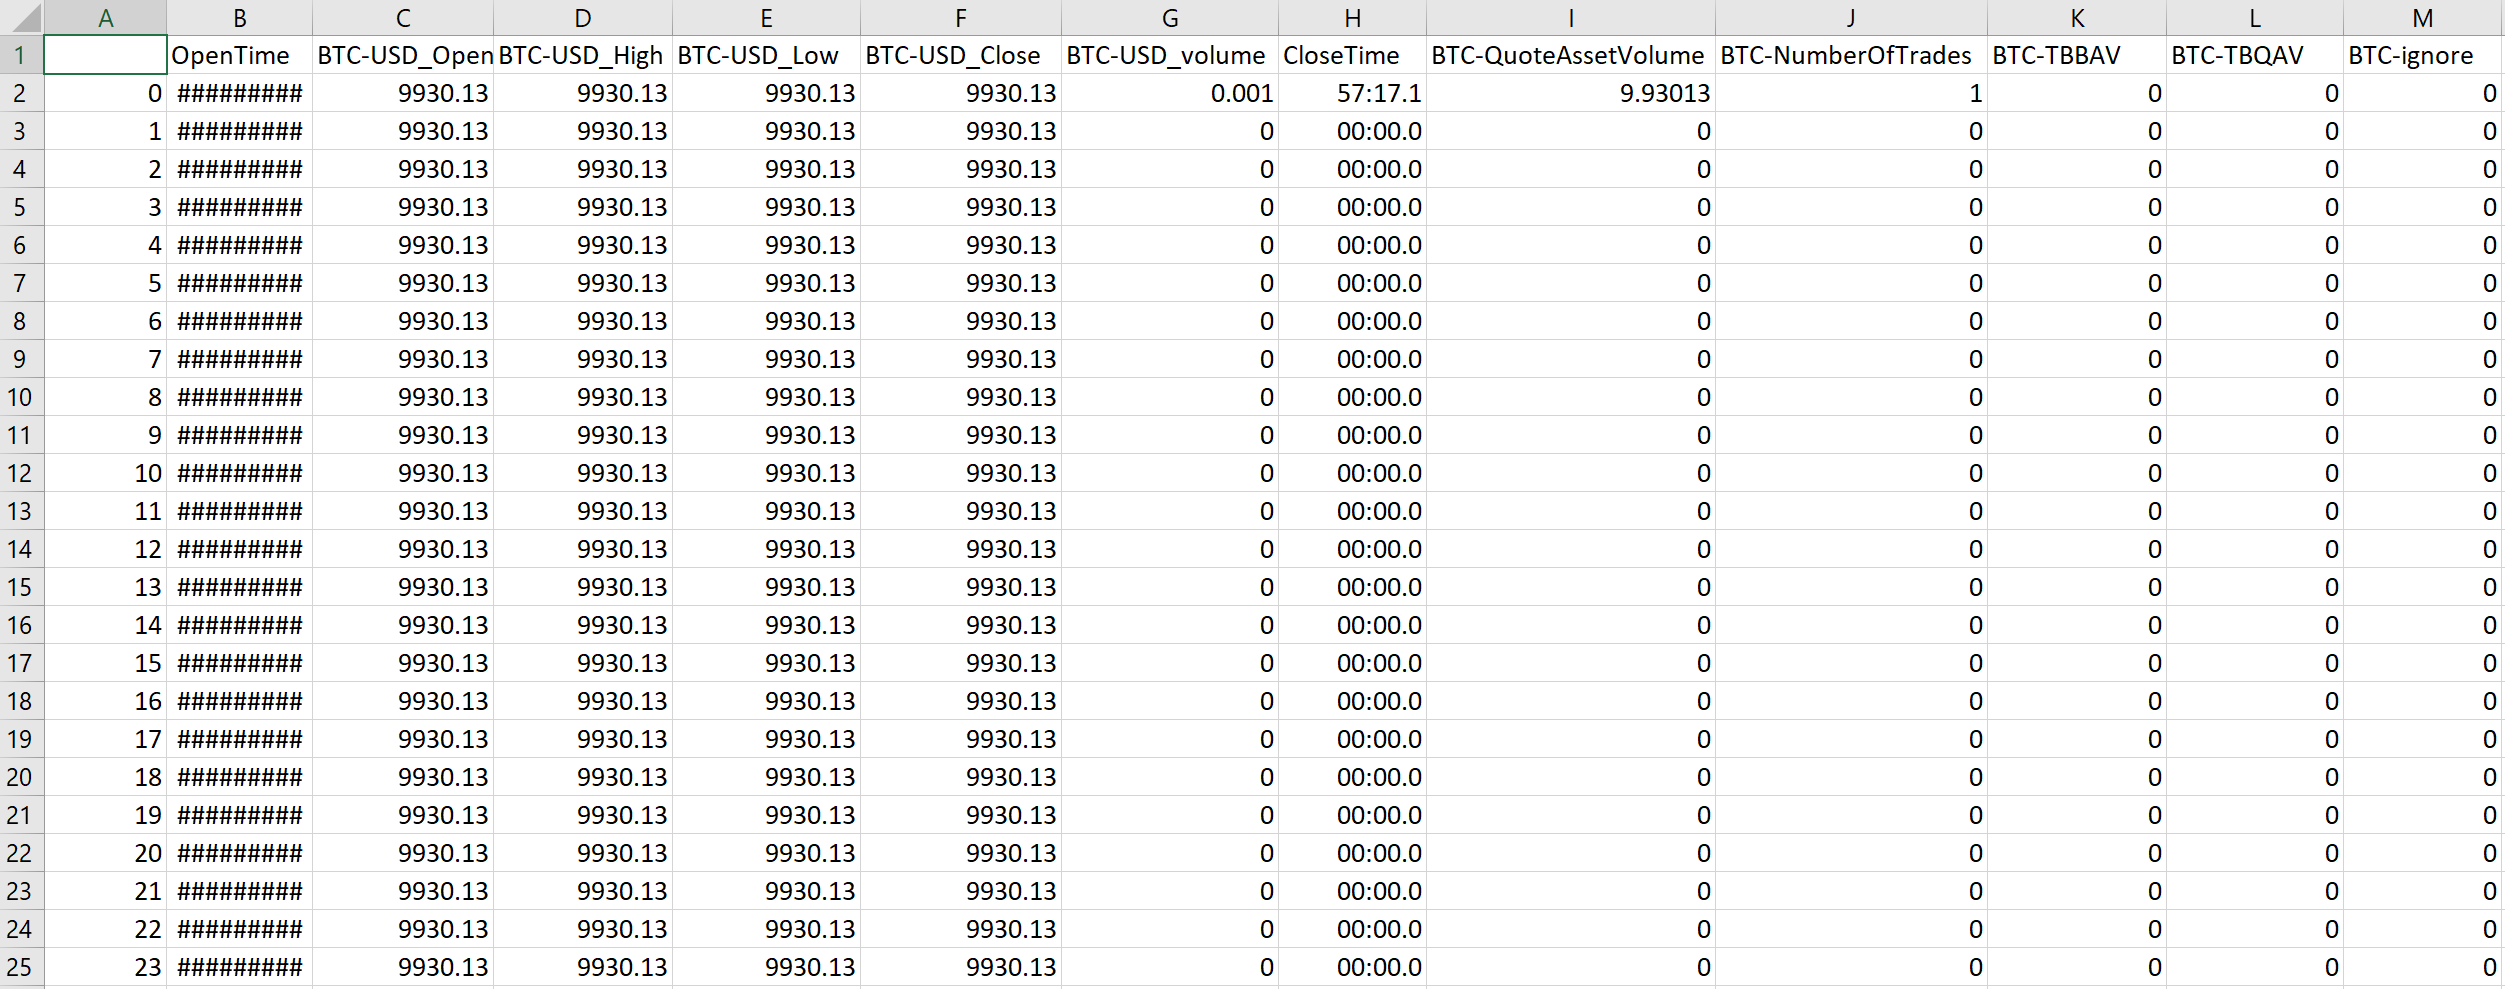 A B C D E F G H I J K L M
1 OpenTime BTC-USD_Open BTC-USD_High BTC-USD_Low BTC-USD_Close BTC-USD_volume CloseTime BTC-QuoteAssetVolume BTC-NumberOfTrades BTC-TBBAV BTC-TBQAV BTC-ignore
2 0 ######### 9930.13 9930.13 9930.13 9930.13 0.001 57:17.1 9.93013 1 0 0 0
3 1 ######### 9930.13 9930.13 9930.13 9930.13 0 00:00.0 0 0 0 0 0
4 2 ######### 9930.13 9930.13 9930.13 9930.13 0 00:00.0 0 0 0 0 0
5 3 ######### 9930.13 9930.13 9930.13 9930.13 0 00:00.0 0 0 0 0 0
6 4 ######### 9930.13 9930.13 9930.13 9930.13 0 00:00.0 0 0 0 0 0
7 5 ######### 9930.13 9930.13 9930.13 9930.13 0 00:00.0 0 0 0 0 0
8 6 ######### 9930.13 9930.13 9930.13 9930.13 0 00:00.0 0 0 0 0 0
9 7 ######### 9930.13 9930.13 9930.13 9930.13 0 00:00.0 0 0 0 0 0
10 8 ######### 9930.13 9930.13 9930.13 9930.13 0 00:00.0 0 0 0 0 0
11 9 ######### 9930.13 9930.13 9930.13 9930.13 0 00:00.0 0 0 0 0 0
12 10 ######### 9930.13 9930.13 9930.13 9930.13 0 00:00.0 0 0 0 0 0
13 11 ######### 9930.13 9930.13 9930.13 9930.13 0 00:00.0 0 0 0 0 0
14 12 ######### 9930.13 9930.13 9930.13 9930.13 0 00:00.0 0 0 0 0 0
15 13 ######### 9930.13 9930.13 9930.13 9930.13 0 00:00.0 0 0 0 0 0
16 14 ######### 9930.13 9930.13 9930.13 9930.13 0 00:00.0 0 0 0 0 0
17 15 ######### 9930.13 9930.13 9930.13 9930.13 0 00:00.0 0 0 0 0 0
18 16 ######### 9930.13 9930.13 9930.13 9930.13 0 00:00.0 0 0 0 0 0
19 17 ######### 9930.13 9930.13 9930.13 9930.13 0 00:00.0 0 0 0 0 0
20 18 ######### 9930.13 9930.13 9930.13 9930.13 0 00:00.0 0 0 0 0 0
21 19 ######### 9930.13 9930.13 9930.13 9930.13 0 00:00.0 0 0 0 0 0
22 20 ######### 9930.13 9930.13 9930.13 9930.13 0 00:00.0 0 0 0 0 0
23 21 ######### 9930.13 9930.13 9930.13 9930.13 0 00:00.0 0 0 0 0 0
24 22 ######### 9930.13 9930.13 9930.13 9930.13 0 00:00.0 0 0 0 0 0
25 23 ######### 9930.13 9930.13 9930.13 9930.13 0 00:00.0 0 0 0 0 0